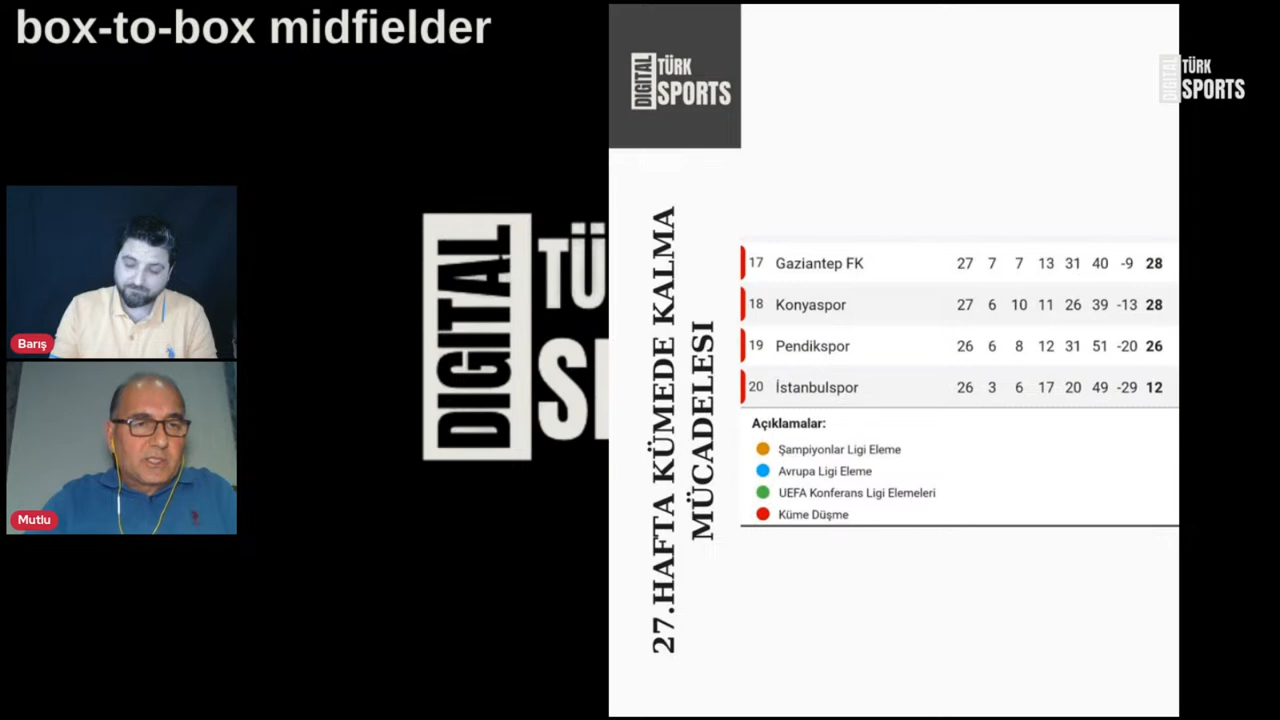 box-to-box midfielder
DIGITAL
TÜRK
SPORTS
DIGITAL
TÜRK
SPORTS
Barış
Mutlu
DIGITAL
TÜ
27.HAFTA KÜMEDE KALMA
MÜCADELESI
17 Gaziantep FK 27 7 7 13 31 40 -9 28
18 Konyaspor 27 6 10 11 26 39 -13 28
19 Pendikspor 26 6 8 12 31 51 -20 26
20 İstanbulspor 26 3 6 17 20 49 -29 12
Açıklamalar:
Şampiyonlar Ligi Eleme
Avrupa Ligi Eleme
UEFA Konferans Ligi Elemeleri
Küme Düşme